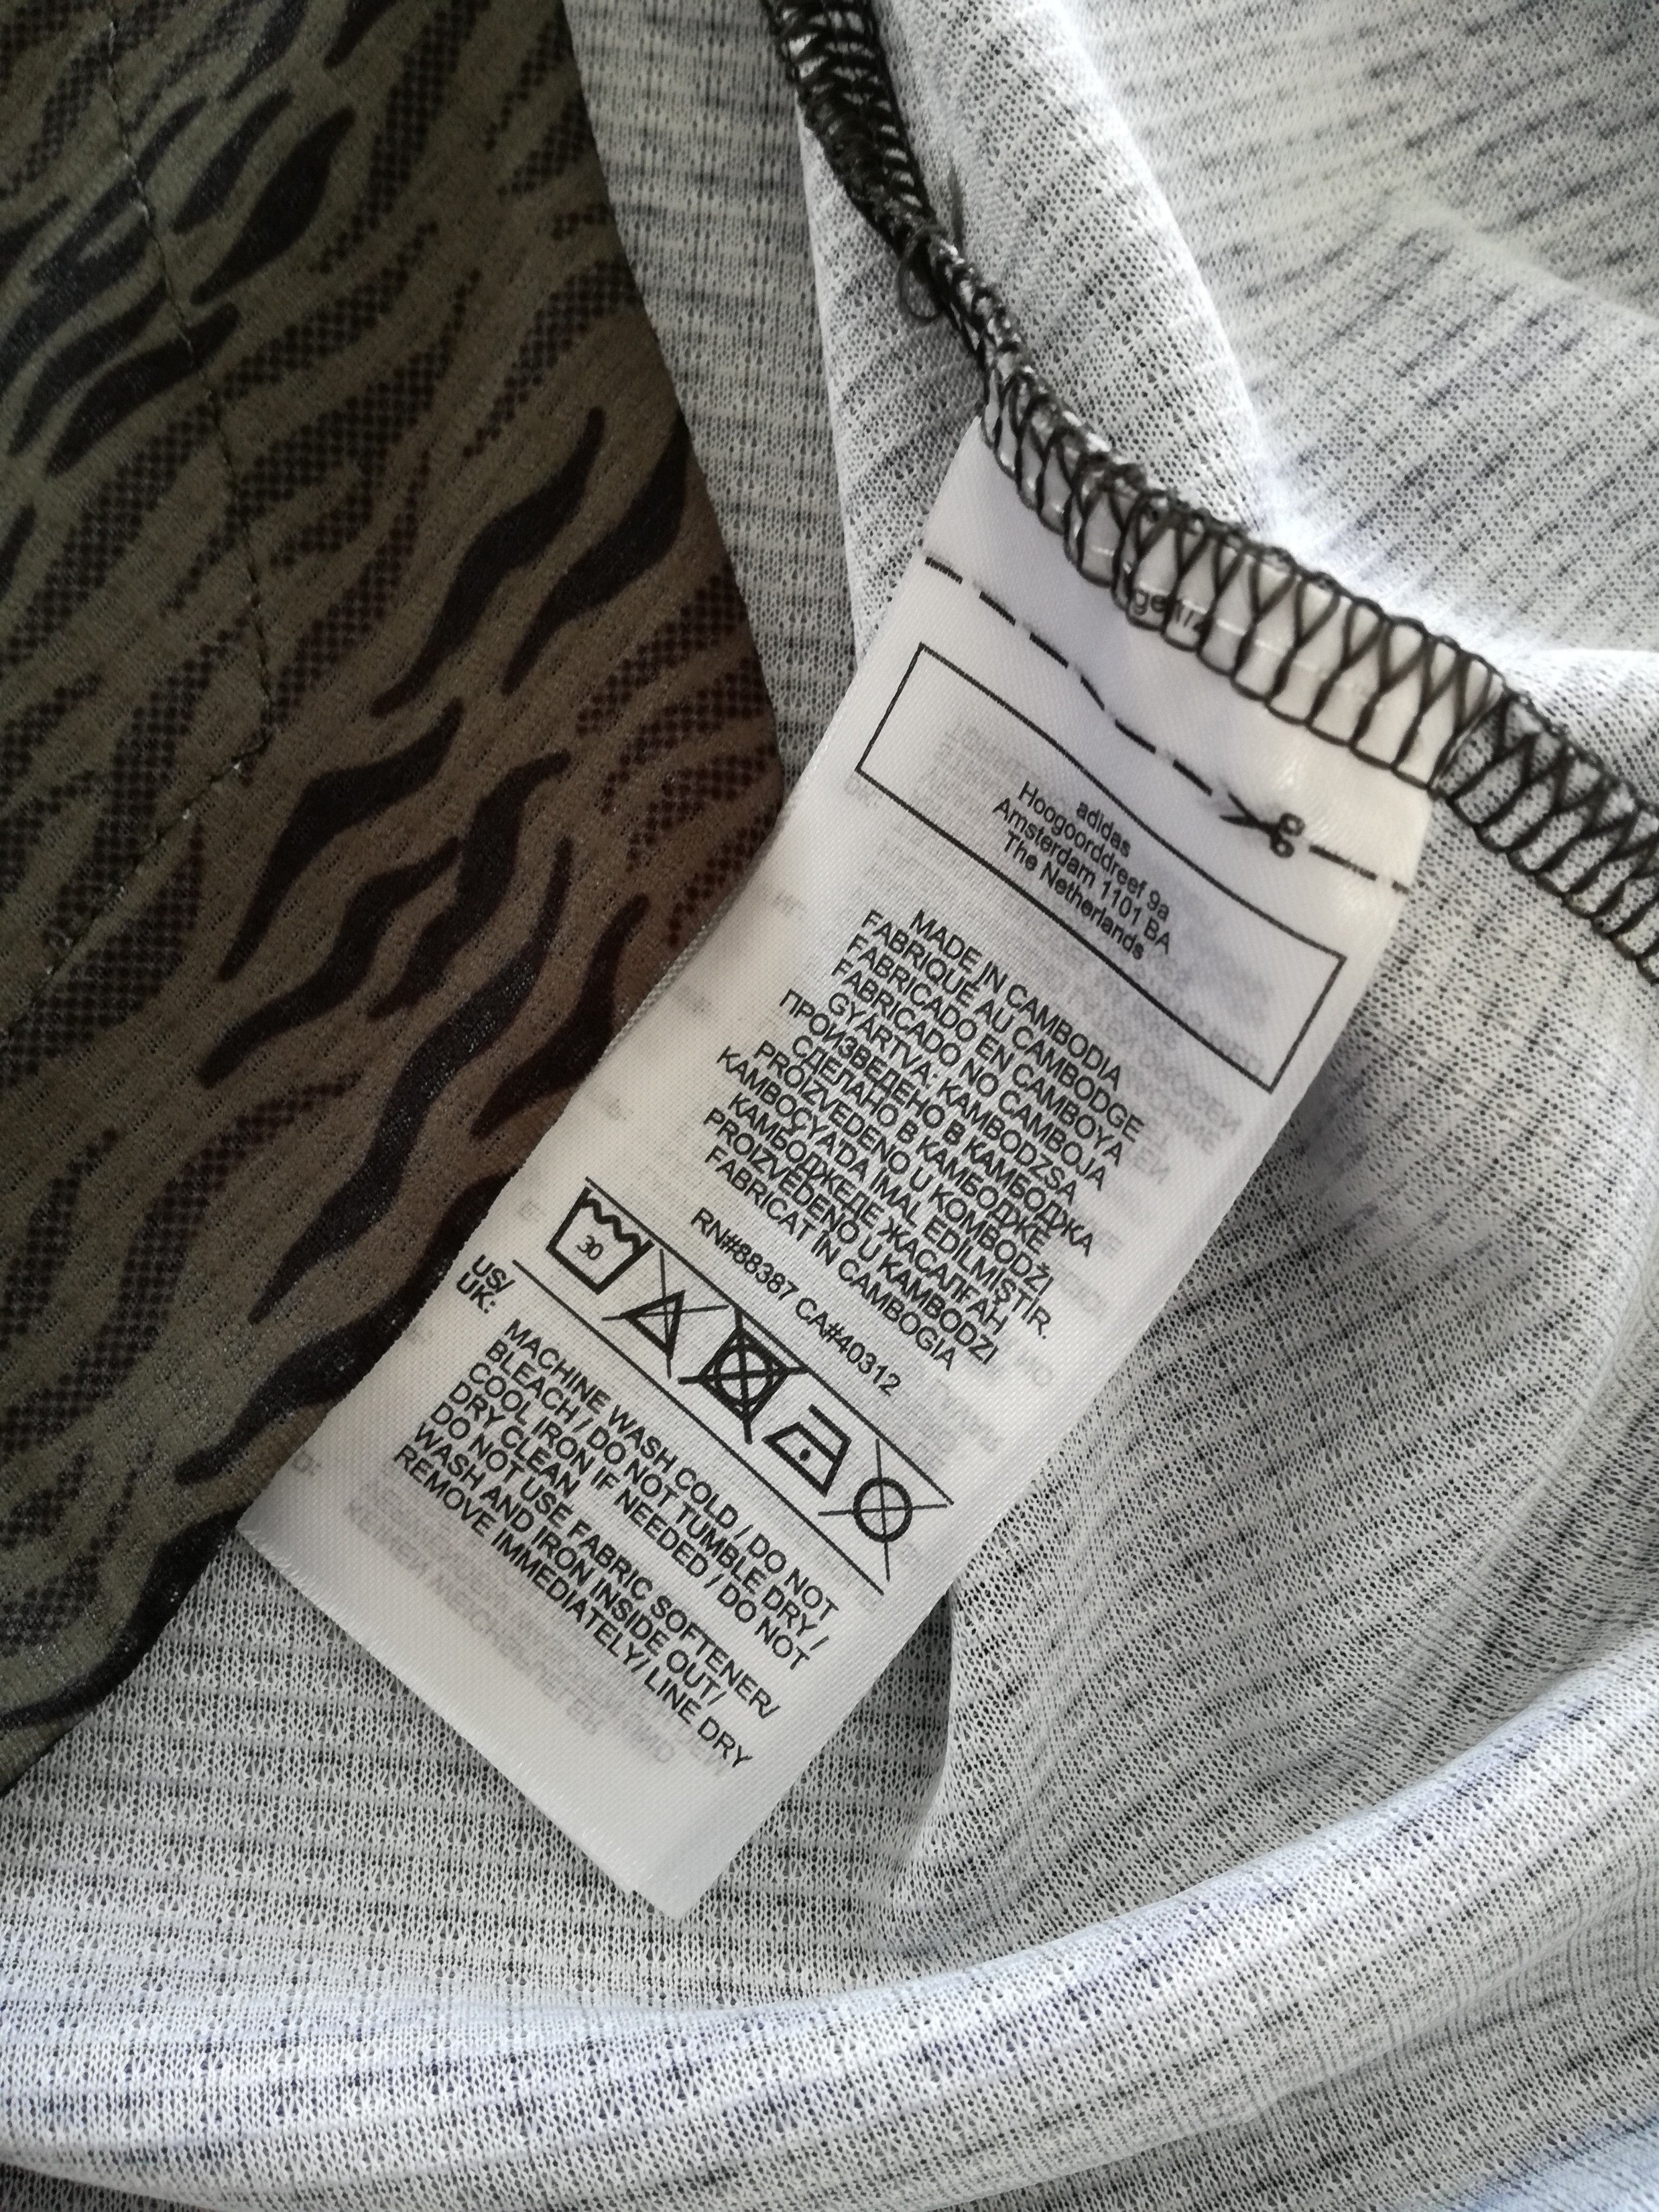 adidas
Hoogoorddreef 9a
Amsterdam 1101 BA
The Netherlands
MADE IN CAMBODIA
FABRIQUÉ AU CAMBODGE
FABRICADO EN CAMBOYA
FABRICADO NO CAMBOJA
GYÁRTVA: KAMBODZSA
ПРОИЗВЕДЕНО В КАМБОДЖА
СДЕЛАНО В КАМБОДЖЕ
PROIZVEDENO U KOMBODŽI
KAMBOÇYA'DA İMAL EDİLMİŞTİR.
КАМБОДЖЕДЕ ЖАСАЛҒАН
PROIZVEDENO U KAMBODZI
FABRICAT ÎN CAMBOGIA
RN#88387 CA#40312
30
US/
UK:
MACHINE WASH COLD / DO NOT
BLEACH / DO NOT TUMBLE DRY /
COOL IRON IF NEEDED / DO NOT
DRY CLEAN
DO NOT USE FABRIC SOFTENER/
WASH AND IRON INSIDE OUT/
REMOVE IMMEDIATELY/ LINE DRY